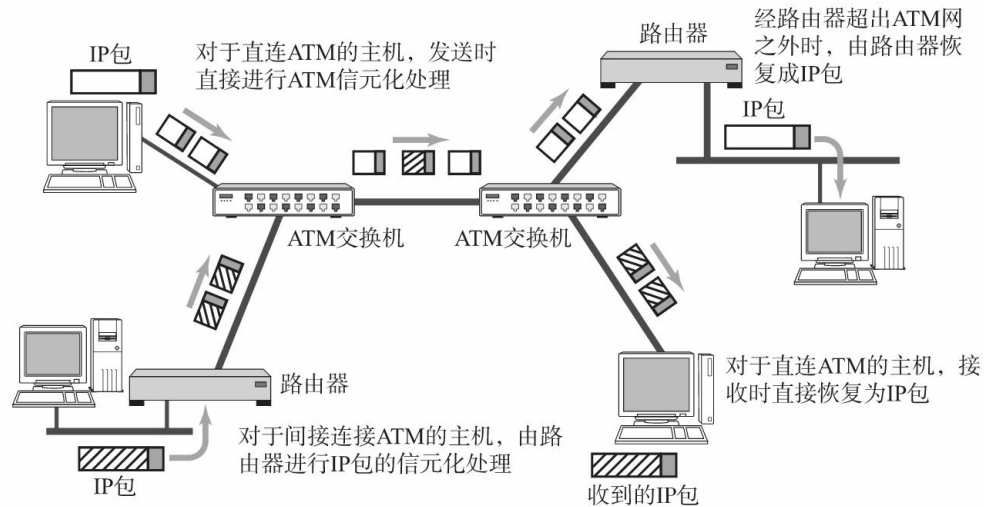 IP包
对于直连ATM的主机，发送时
直接进行ATM信元化处理
路由器
经路由器超出ATM网
之外时，由路由器恢
复成IP包
IP包
ATM交换机
ATM交换机
路由器
对于间接连接ATM的主机，由路
由器进行IP包的信元化处理
IP包
对于直连ATM的主机，接
收时直接恢复为IP包
收到的IP包